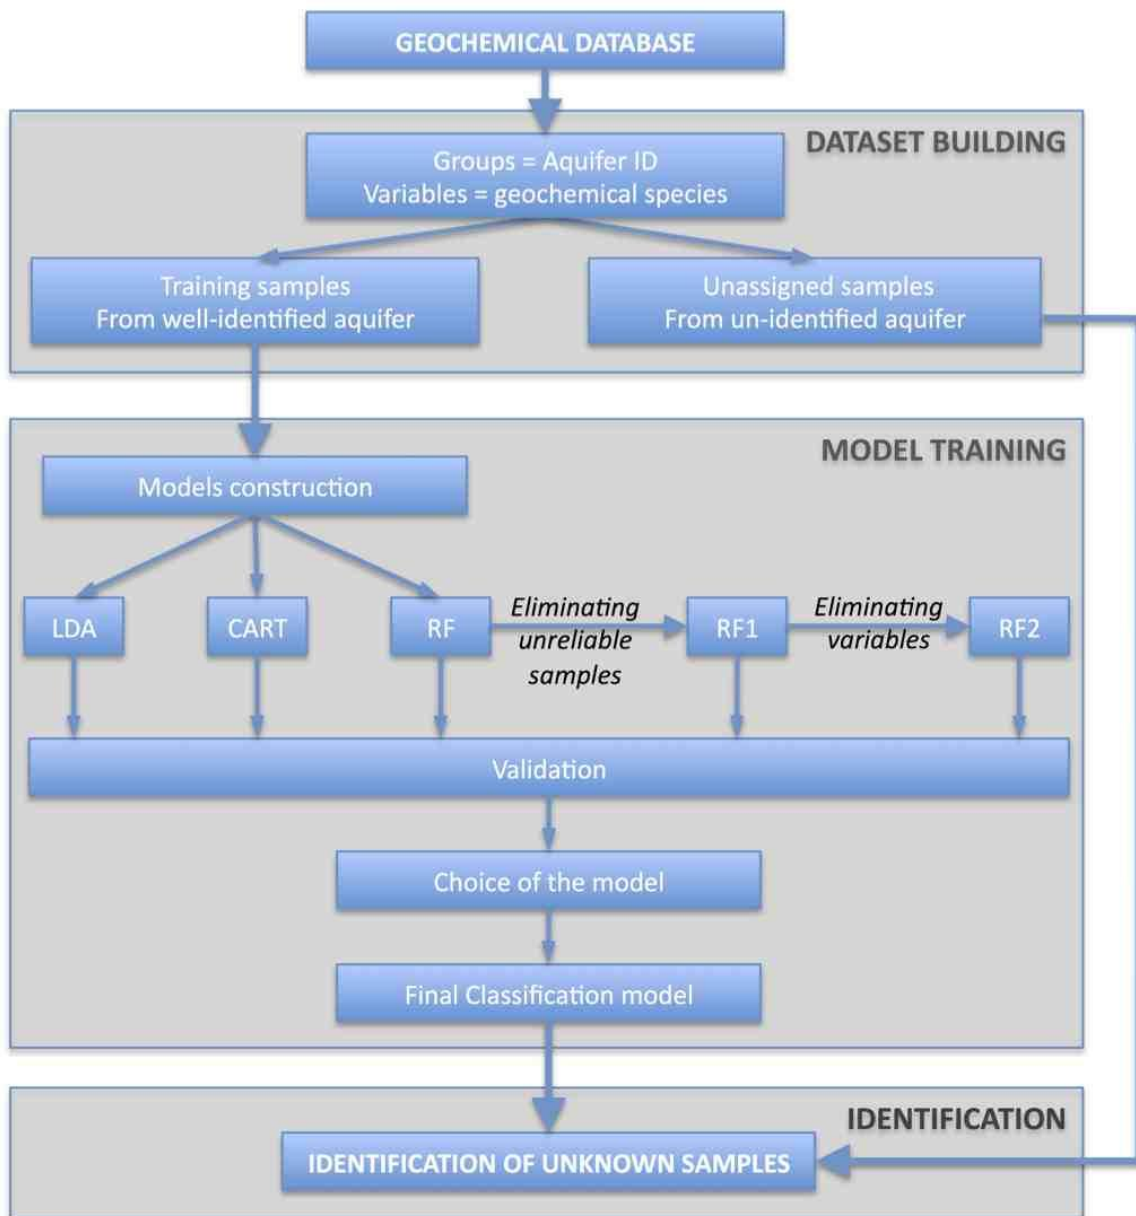 GEOCHEMICAL DATABASE
DATASET BUILDING
Groups = Aquifer ID
Variables = geochemical species
Training samples
From well-identified aquifer
Unassigned samples
From un-identified aquifer
MODEL TRAINING
Models construction
LDA
CART
RF
Eliminating
unreliable
samples
RF1
Eliminating
variables
RF2
Validation
Choice of the model
Final Classification model
IDENTIFICATION
IDENTIFICATION OF UNKNOWN SAMPLES